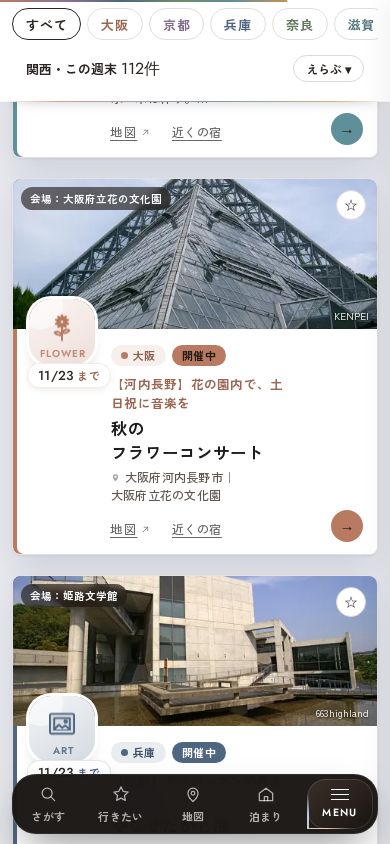 すべて
大阪
京都
兵庫
奈良
滋賀
関西・この週末 112件
えらぶ ▾
地図 ↗
近くの宿
→
会場：大阪府立花の文化園
☆
KENPEI
FLOWER
11/23 まで
大阪
開催中
【河内長野】花の園内で、土
日祝に音楽を
秋の
フラワーコンサート
大阪府河内長野市｜
大阪府立花の文化園
地図 ↗
近くの宿
→
会場：姫路文学館
☆
663highland
ART
11/23 まで
兵庫
開催中
さがす
行きたい
地図
泊まり
MENU